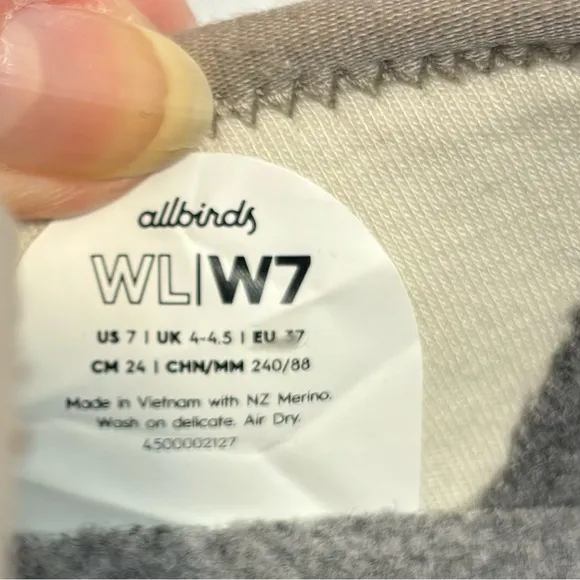 allbirds
WL|W7
US 7 | UK 4-4.5 | EU 37
CM 24 | CHN/MM 240/88
Made in Vietnam with NZ Merino.
Wash on delicate. Air Dry.
4500002127